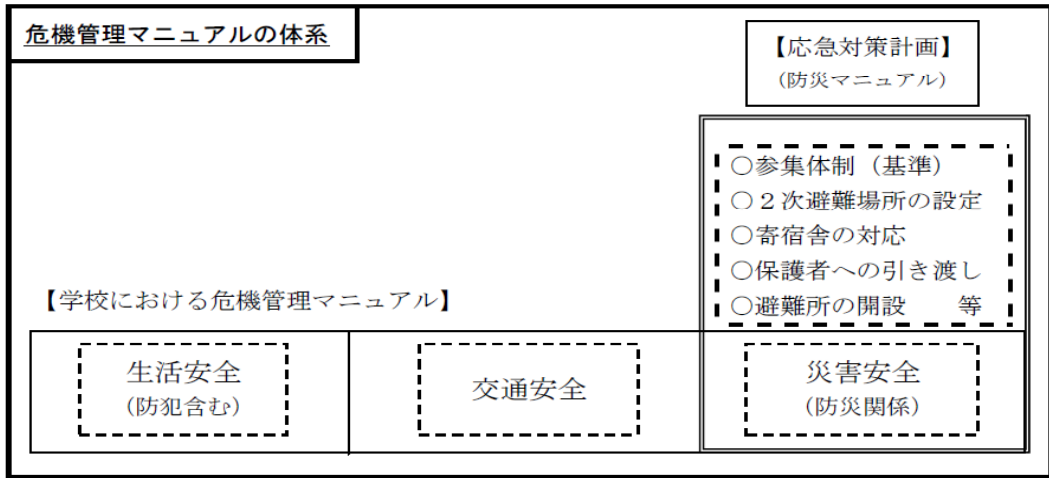 危機管理マニュアルの体系
【応急対策計画】
(防災マニュアル)
○参集体制（基準）
○２次避難場所の設定
○寄宿舎の対応
○保護者への引き渡し
○避難所の開設　　等
【学校における危機管理マニュアル】
生活安全
(防犯含む)
交通安全
災害安全
(防災関係)